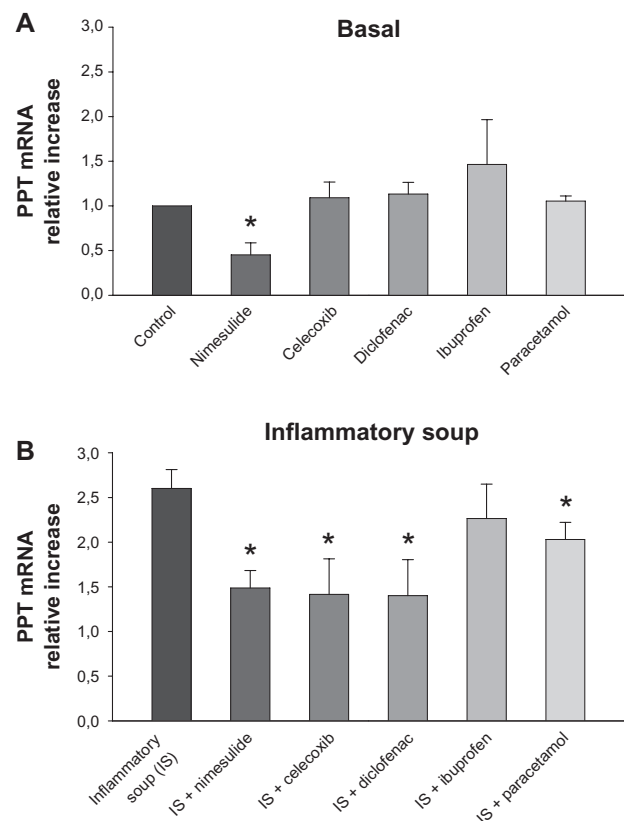 A
Basal
PPT mRNA
relative increase
3,0
2,5
2,0
1,5
1,0
0,5
0,0
*
Control
Nimesulide
Celecoxib
Diclofenac
Ibuprofen
Paracetamol
B
Inflammatory soup
PPT mRNA
relative increase
3,0
2,5
2,0
1,5
1,0
0,5
0,0
*
*
*
*
Inflammatory
soup (IS)
IS + nimesulide
IS + celecoxib
IS + diclofenac
IS + ibuprofen
IS + paracetamol